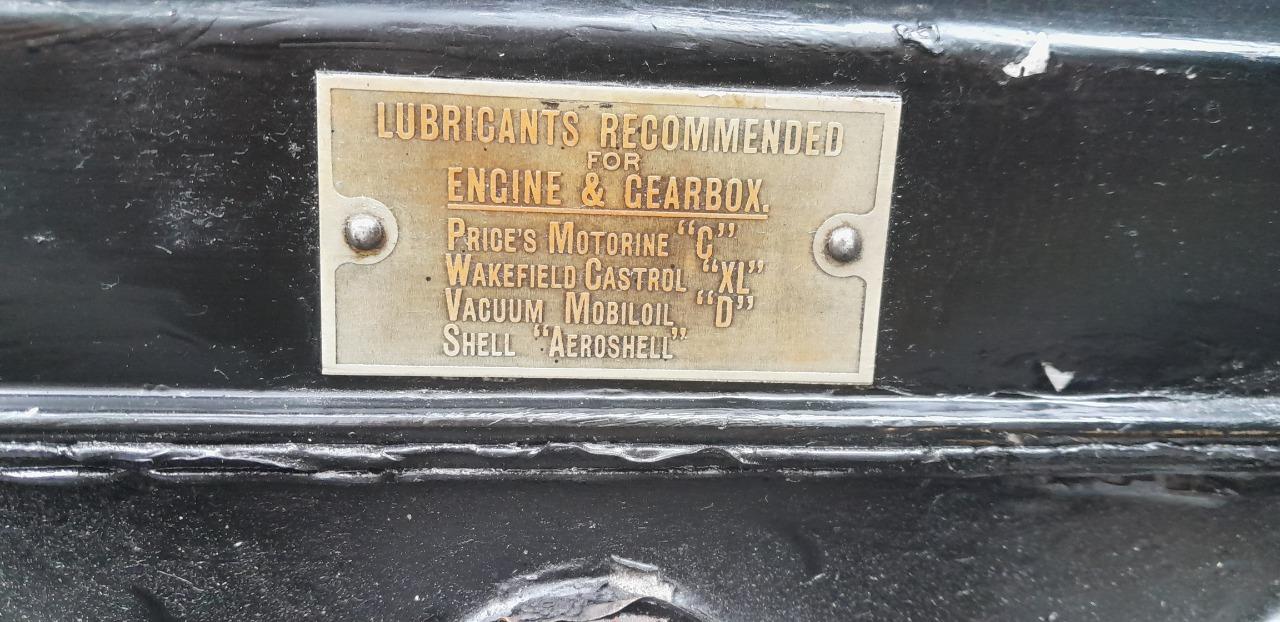 LUBRICANTS RECOMMENDED
FOR
ENGINE & GEARBOX.
PRICE'S MOTORINE "C"
WAKEFIELD CASTROL "XL"
VACUUM MOBILOIL "D"
SHELL "AEROSHELL"